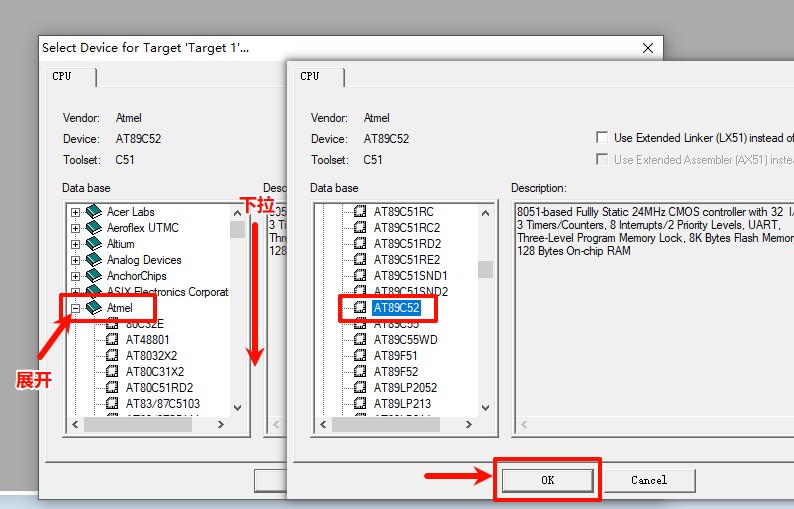 Select Device for Target 'Target 1'...
CPU
Vendor: Atmel
Device: AT89C52
Toolset: C51
Data base
Desc
Acer Labs
Aeroflex UTMC
Altium
Analog Devices
AnchorChips
ASIX Electronics Corporat
Atmel
80C32E
AT48801
AT8032X2
AT80C31X2
AT80C51RD2
AT83/87C5103
下拉
展开
CPU
Vendor: Atmel
Device: AT89C52
Toolset: C51
Use Extended Linker (LX51) instead of
Use Extended Assembler (AX51) inste
Data base
AT89C51RC
AT89C51RC2
AT89C51RD2
AT89C51RE2
AT89C51SND1
AT89C51SND2
AT89C52
AT89C55
AT89C55WD
AT89F51
AT89F52
AT89LP2052
AT89LP213
Description:
8051-based Fullly Static 24MHz CMOS controller with 32 I/
3 Timers/Counters, 8 Interrupts/2 Priority Levels, UART,
Three-Level Program Memory Lock, 8K Bytes Flash Memor
128 Bytes On-chip RAM
OK
Cancel